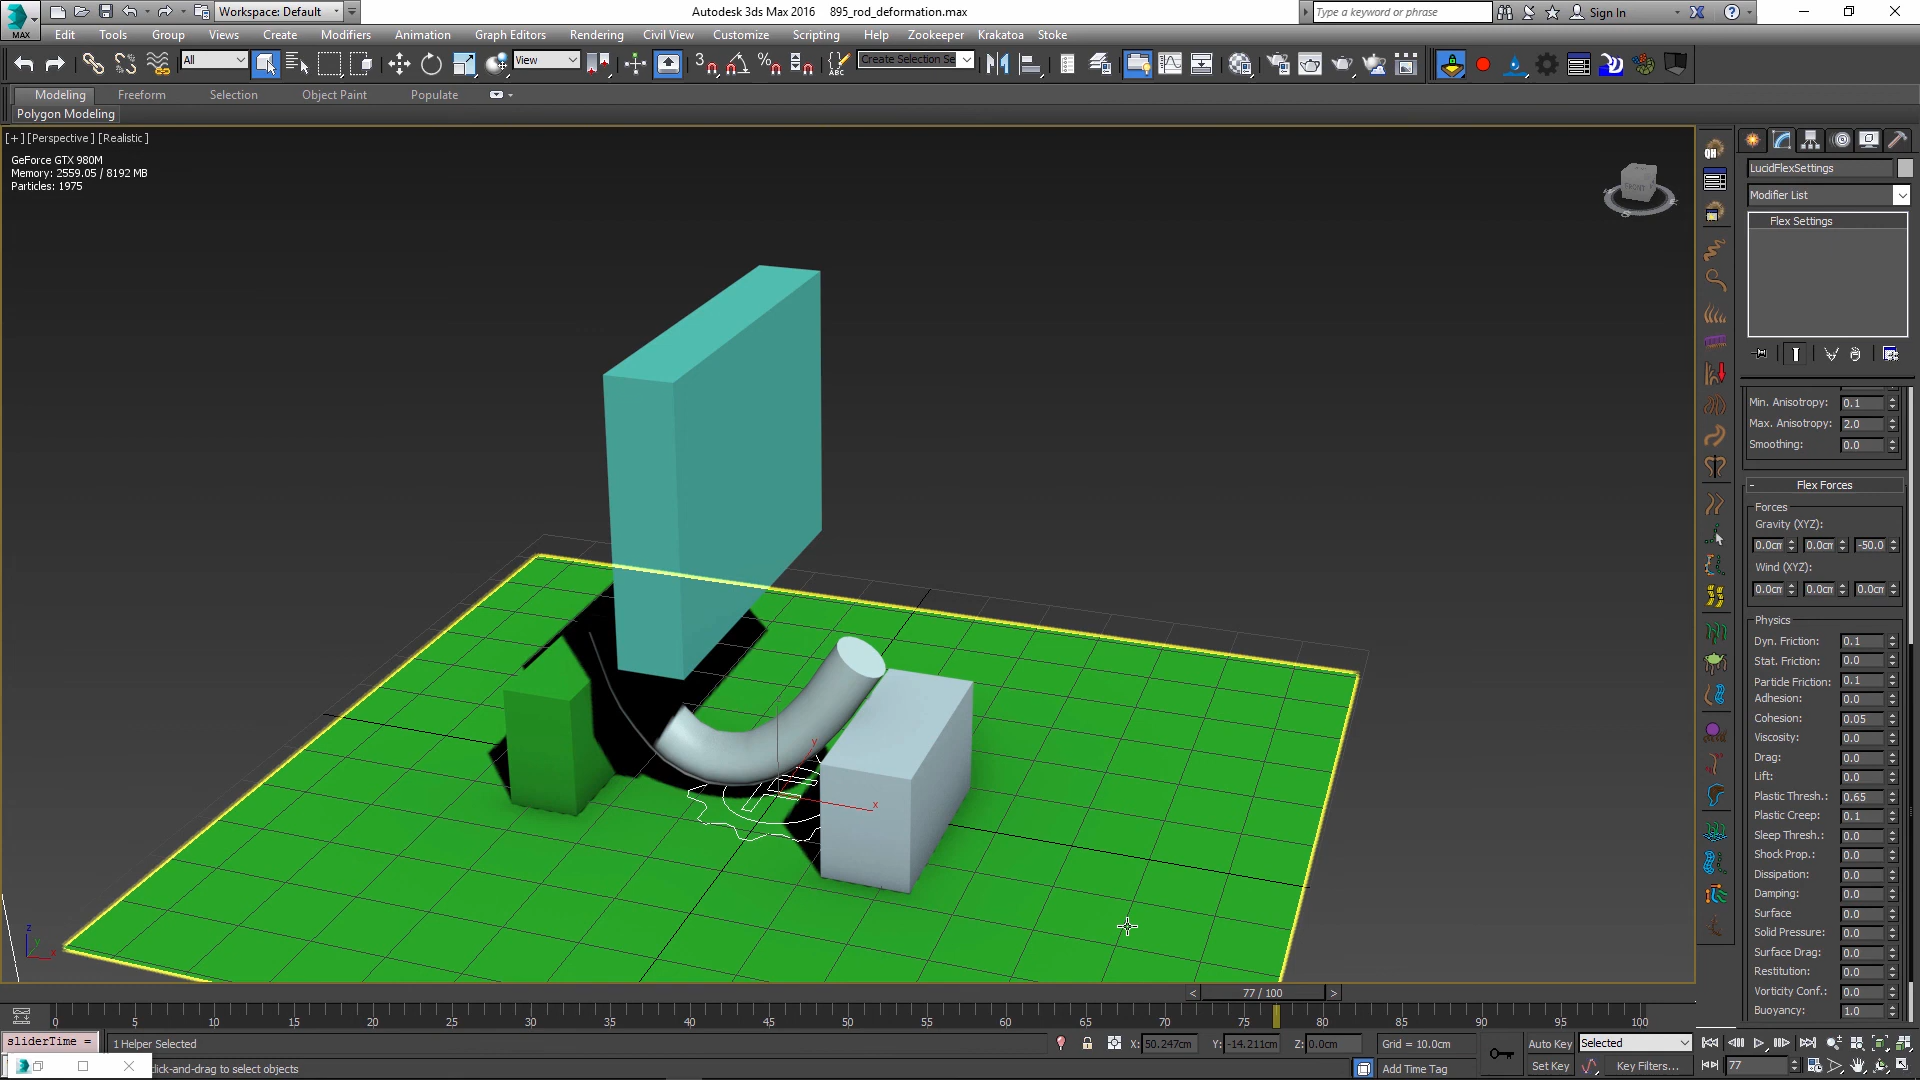 Workspace: Default
Autodesk 3ds Max 2016 895_rod_deformation.max
Type a keyword or phrase
Sign In
MAX
Edit Tools Group Views Create Modifiers Animation Graph Editors Rendering Civil View Customize Scripting Help Zookeeper Krakatoa Stoke
All
View
3
ABC
Create Selection Se
Modeling Freeform Selection Object Paint Populate
Polygon Modeling
[+] [Perspective] [Realistic]
GeForce GTX 980M
Memory: 2559.05 / 8192 MB
Particles: 1975
FRONT
QH
LucidFlexSettings
Modifier List
Flex Settings
Min. Anisotropy: 0.1
Max. Anisotropy: 2.0
Smoothing: 0.0
- Flex Forces
Forces
Gravity (XYZ):
0.0cm 0.0cm -50.0
Wind (XYZ):
0.0cm 0.0cm 0.0cm
Physics
Dyn. Friction: 0.1
Stat. Friction: 0.0
Particle Friction: 0.1
Adhesion: 0.0
Cohesion: 0.05
Viscosity: 0.0
Drag: 0.0
Lift: 0.0
Plastic Thresh.: 0.65
Plastic Creep: 0.1
Sleep Thresh.: 0.0
Shock Prop.: 0.0
Dissipation: 0.0
Damping: 0.0
Surface 0.0
Solid Pressure: 0.0
Surface Drag: 0.0
Restitution: 0.0
Vorticity Conf.: 0.0
Buoyancy: 1.0
y
x
z
y
x
< 77 / 100 >
0 5 10 15 20 25 30 35 40 45 50 55 60 65 70 75 80 85 90 95 100
sliderTime =
1 Helper Selected
X: 50.247cm Y: -14.211cm Z: 0.0cm
Grid = 10.0cm
Auto Key
Selected
click-and-drag to select objects
Add Time Tag
Set Key
Key Filters...
77